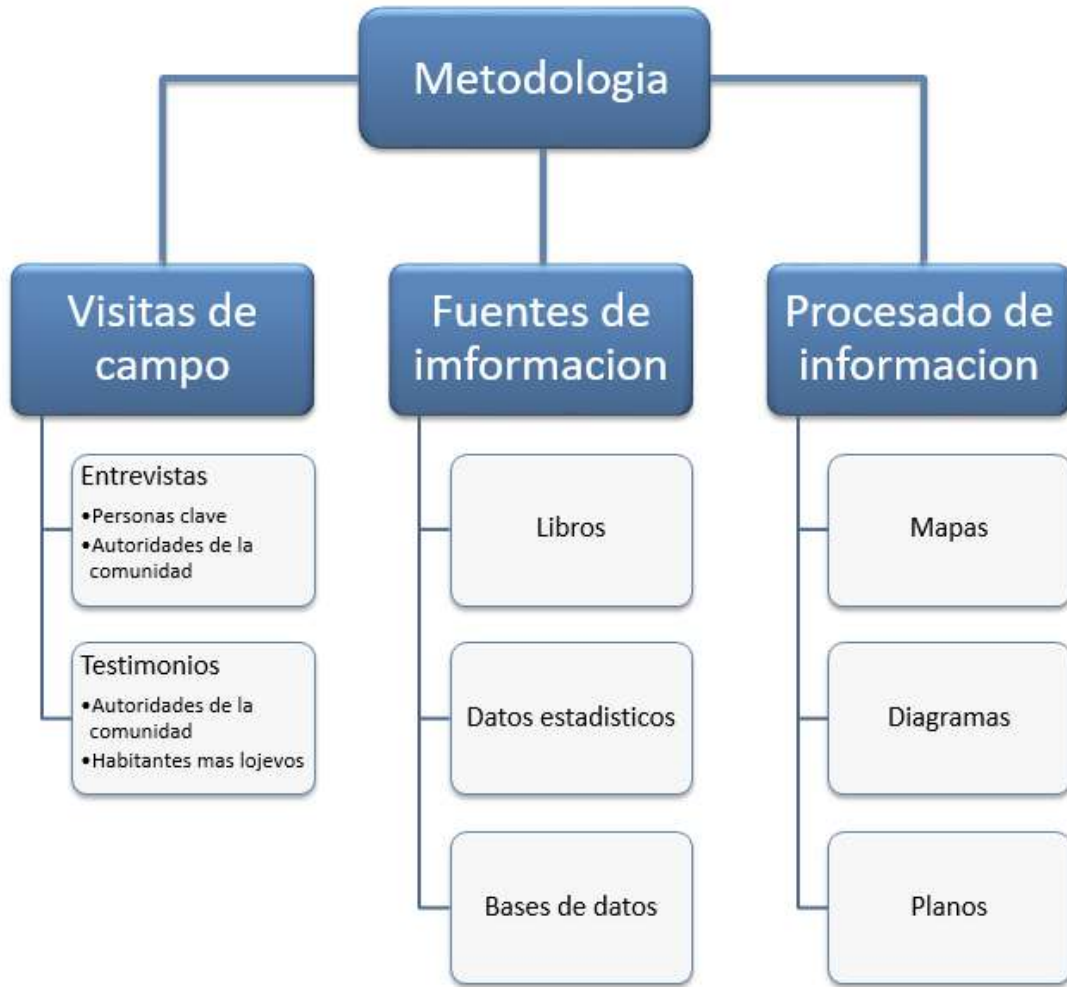 Metodologia
Visitas de
campo
Entrevistas
•Personas clave
•Autoridades de la
comunidad
Testimonios
•Autoridades de la
comunidad
•Habitantes mas lojevos
Fuentes de
imformacion
Libros
Datos estadisticos
Bases de datos
Procesado de
informacion
Mapas
Diagramas
Planos